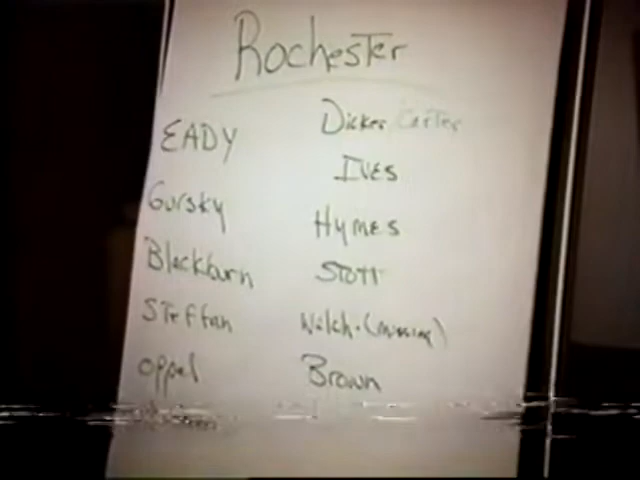 Rochester
EADY
Gursky
Blackburn
Steffan
Oppel
Dicker Carter
IVES
HYMES
STOTT
Welch. (missing)
Brown